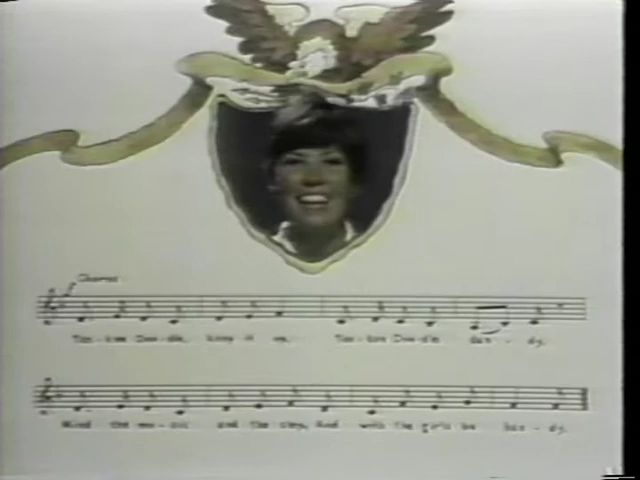 Chorus
Yan-kee Doo-dle, keep it up, Yan-kee Doo-dle dan-dy,
Mind the mu-sic and the step, And with the girls be han-dy.